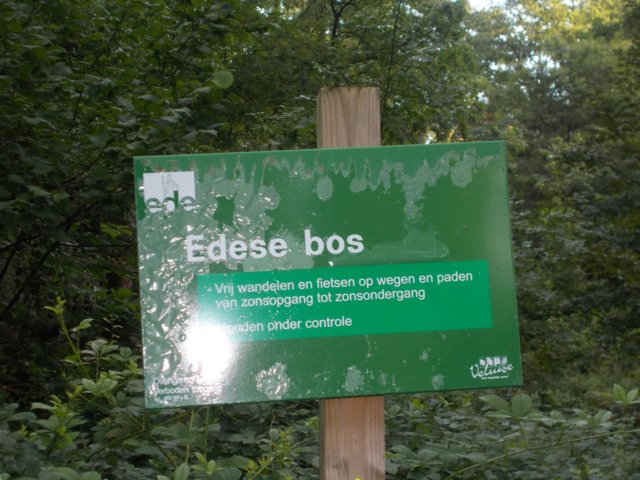 ede
Edese bos
- Vrij wandelen en fietsen op wegen en paden
van zonsopgang tot zonsondergang
Honden onder controle
Veluwe